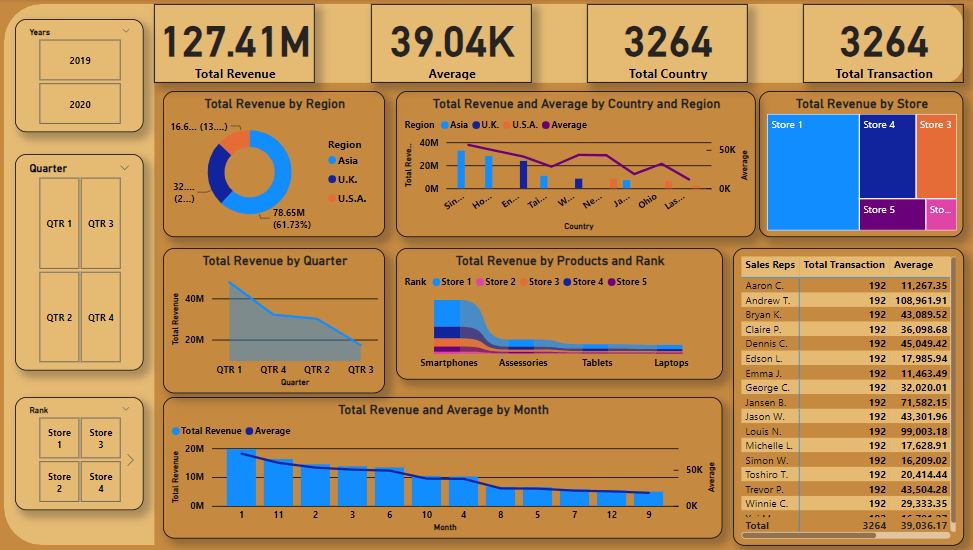 Years
2019
2020
Quarter
QTR 1
QTR 3
QTR 2
QTR 4
Rank
Store 1
Store 3
Store 2
Store 4
127.41M
Total Revenue
39.04K
Average
3264
Total Country
3264
Total Transaction
Total Revenue by Region
16.6... (13....)
32....
(2...)
78.65M
(61.73%)
Region
Asia
U.K.
U.S.A.
Total Revenue and Average by Country and Region
Region Asia U.K. U.S.A. Average
Total Reve...
40M
20M
0M
50K
0K
Average
Sin... Ho... En... Tai... W... Ne... Ja... Ohio Las...
Country
Total Revenue by Store
Store 1
Store 4
Store 3
Store 5
Sto...
Total Revenue by Quarter
Total Revenue
40M
20M
QTR 1 QTR 4 QTR 2 QTR 3
Quarter
Total Revenue by Products and Rank
Rank Store 1 Store 2 Store 3 Store 4 Store 5
Smartphones Assessories Tablets Laptops
Total Revenue and Average by Month
Total Revenue Average
Total Revenue
20M
10M
0M
50K
0K
Average
1 11 2 3 6 10 4 8 5 7 12 9
Month
Sales Reps Total Transaction Average
Aaron C. 192 11,267.35
Andrew T. 192 108,961.91
Bryan K. 192 43,089.52
Claire P. 192 36,098.68
Dennis C. 192 45,049.42
Edson L. 192 17,985.94
Emma J. 192 11,463.49
George C. 192 32,020.01
Jansen B. 192 71,582.15
Jason W. 192 43,301.96
Louis N. 192 99,003.18
Michelle L. 192 17,628.91
Simon W. 192 16,209.02
Toshiro T. 192 20,414.44
Trevor P. 192 43,504.28
Winnie C. 192 29,333.35
Total 3264 39,036.17